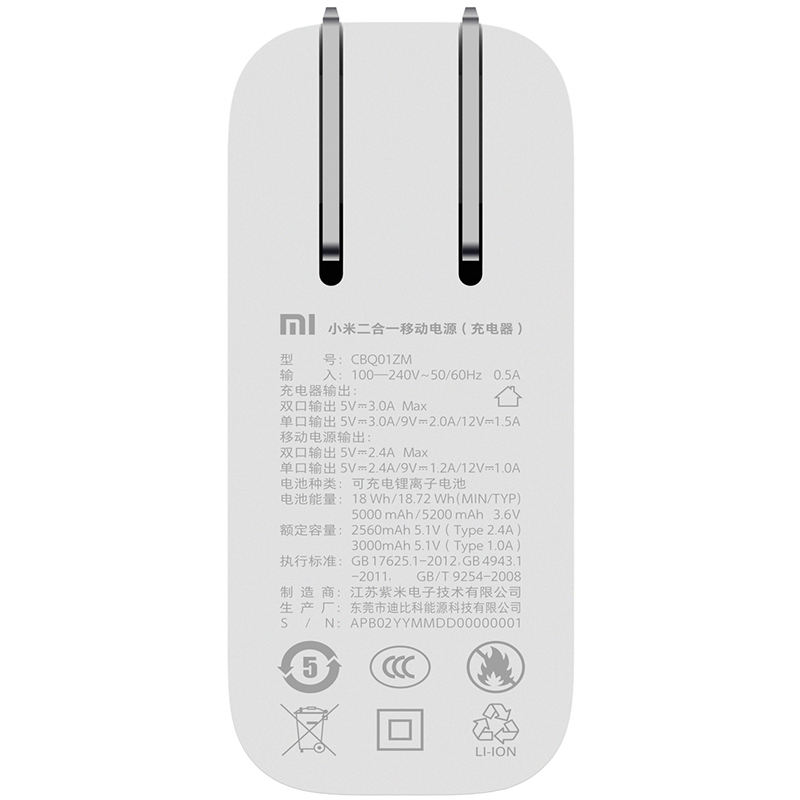 mi 小米二合一移动电源(充电器)
型 号: CBQ01ZM
输 入: 100—240V~50/60Hz 0.5A
充电器输出:
双口输出 5V⎓3.0A Max
单口输出 5V⎓3.0A/9V⎓2.0A/12V⎓1.5A
移动电源输出:
双口输出 5V⎓2.4A Max
单口输出 5V⎓2.4A/9V⎓1.2A/12V⎓1.0A
电池种类: 可充电锂离子电池
电池能量: 18 Wh/18.72 Wh(MIN/TYP)
5000 mAh/5200 mAh 3.6V
额定容量: 2560mAh 5.1V ( Type 2.4A )
3000mAh 5.1V ( Type 1.0A )
执行标准: GB 17625.1-2012, GB 4943.1
-2011, GB/T 9254-2008
制 造 商: 江苏紫米电子技术有限公司
生 产 厂: 东莞市迪比科能源科技有限公司
S / N: APB02YYMMDD00000001
5 CCC
LI-ION